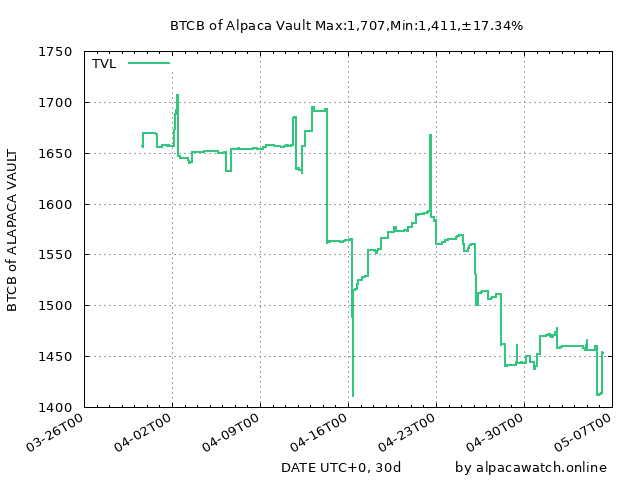 BTCB of Alpaca Vault Max:1,707,Min:1,411,±17.34%
TVL
BTCB of ALAPACA VAULT
1750
1700
1650
1600
1550
1500
1450
1400
03-26T00
04-02T00
04-09T00
04-16T00
04-23T00
04-30T00
05-07T00
DATE UTC+0, 30d
by alpacawatch.online